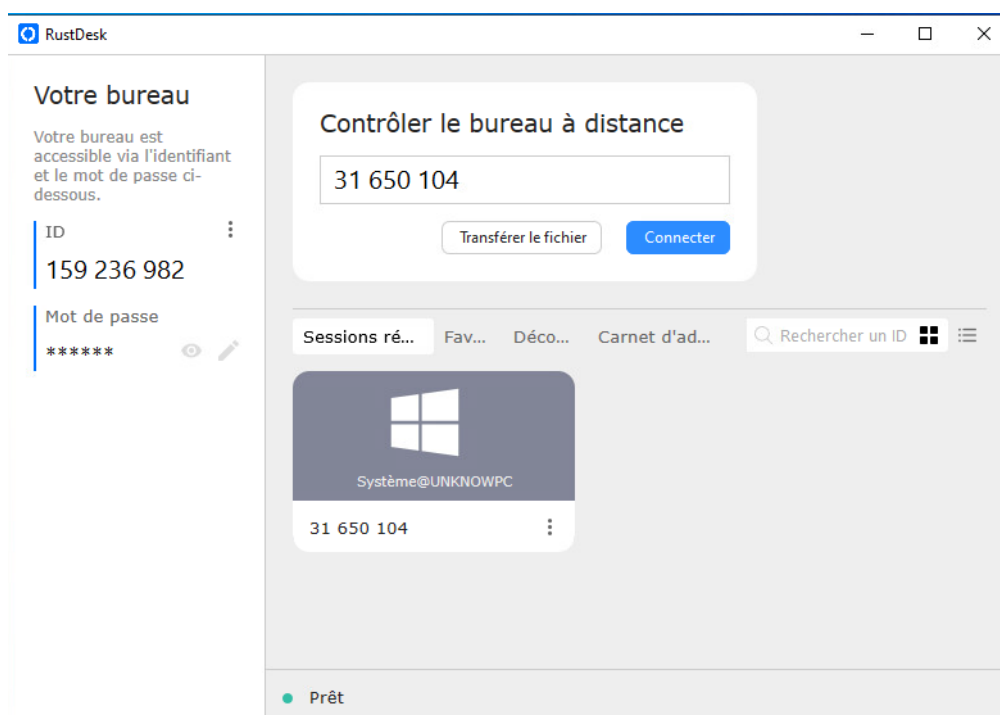 RustDesk
Votre bureau
Votre bureau est
accessible via l'identifiant
et le mot de passe ci-
dessous.
ID
159 236 982
Mot de passe
******
Contrôler le bureau à distance
31 650 104
Transférer le fichier
Connecter
Sessions ré...
Fav...
Déco...
Carnet d'ad...
Rechercher un ID
Système@UNKNOWPC
31 650 104
Prêt